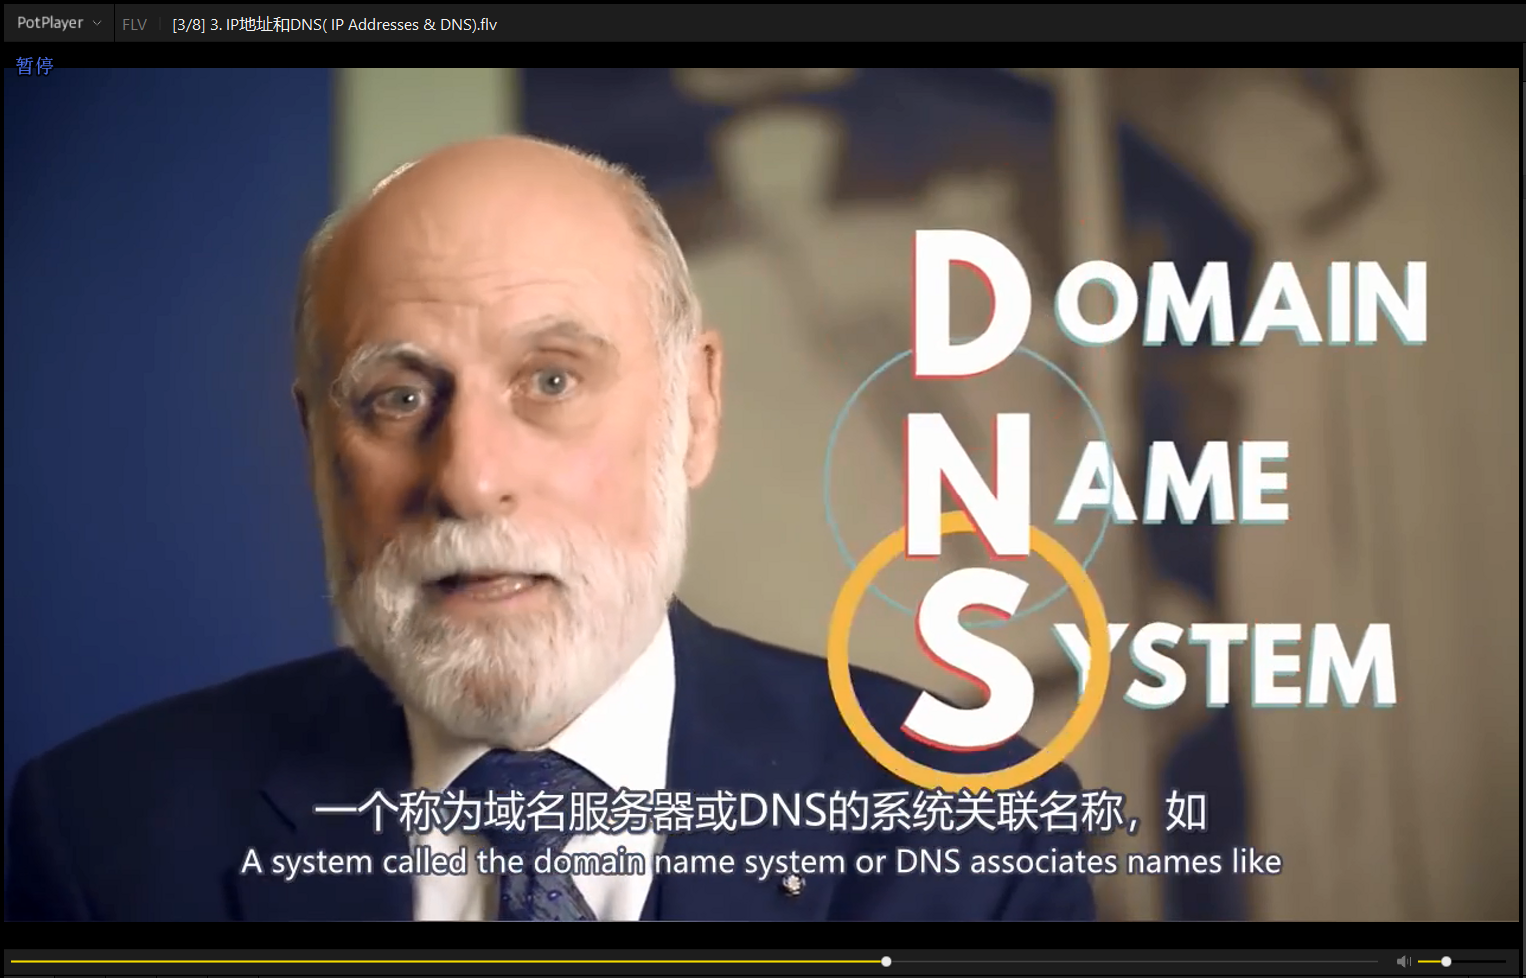 PotPlayer
FLV
[3/8] 3. IP地址和DNS( IP Addresses & DNS).flv
暂停
DOMAIN
NAME
SYSTEM
一个称为域名服务器或DNS的系统关联名称，如
A system called the domain name system or DNS associates names like